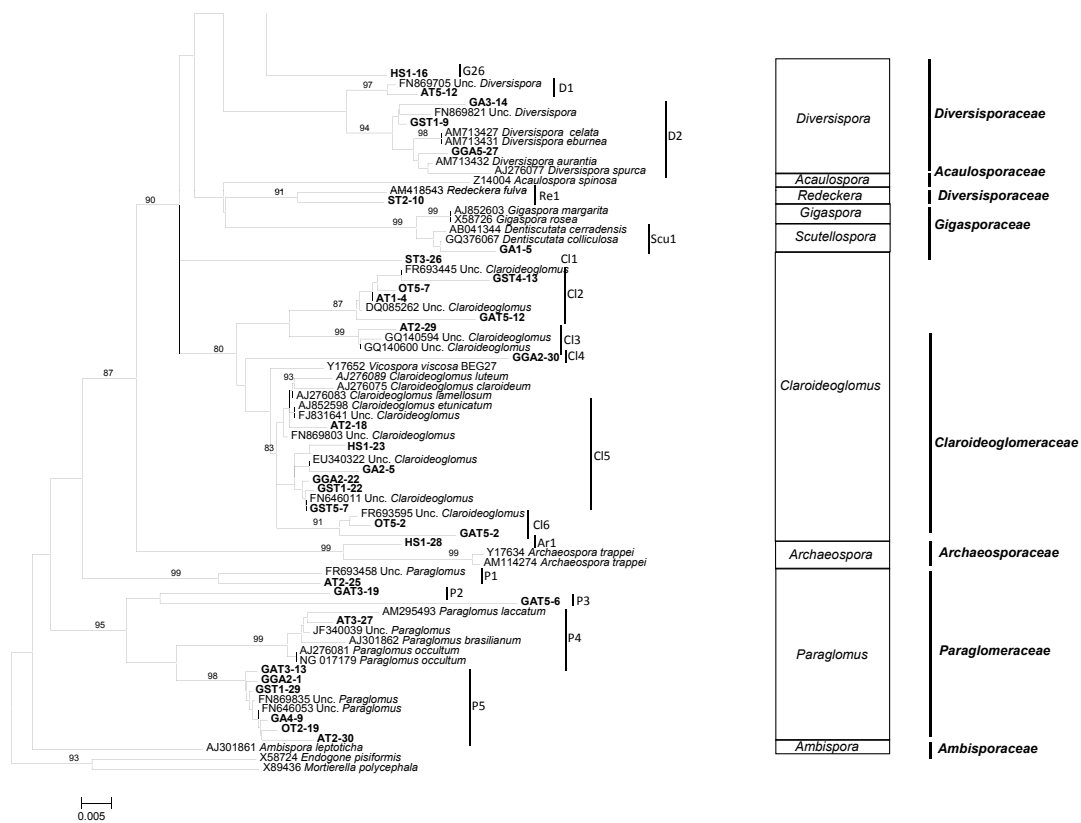 HS1-16
G26
97
FN869705 Unc. Diversispora
D1
AT5-12
GA3-14
FN869821 Unc. Diversispora
GST1-9
94
98
AM713427 Diversispora celata
AM713431 Diversispora eburnea
D2
GGA5-27
AM713432 Diversispora aurantia
AJ276077 Diversispora spurca
Z14004 Acaulospora spinosa
91
AM418543 Redeckera fulva
Re1
ST2-10
90
99
AJ852603 Gigaspora margarita
X58726 Gigaspora rosea
99
AB041344 Dentiscutata cerradensis
GQ376067 Dentiscutata colliculosa
Scu1
GA1-5
ST3-26
Cl1
FR693445 Unc. Claroideoglomus
GST4-13
OT5-7
Cl2
AT1-4
87
DQ085262 Unc. Claroideoglomus
GAT5-12
AT2-29
99
GQ140594 Unc. Claroideoglomus
Cl3
GQ140600 Unc. Claroideoglomus
80
GGA2-30
Cl4
Y17652 Vicospora viscosa BEG27
87
93
AJ276089 Claroideoglomus luteum
AJ276075 Claroideoglomus claroideum
AJ276083 Claroideoglomus lamellosum
AJ852598 Claroideoglomus etunicatum
FJ831641 Unc. Claroideoglomus
AT2-18
FN869803 Unc. Claroideoglomus
83
HS1-23
Cl5
EU340322 Unc. Claroideoglomus
GA2-5
GGA2-22
GST1-22
FN646011 Unc. Claroideoglomus
GST5-7
FR693595 Unc. Claroideoglomus
91
OT5-2
Cl6
GAT5-2
HS1-28
Ar1
99
99
Y17634 Archaeospora trappei
AM114274 Archaeospora trappei
FR693458 Unc. Paraglomus
99
P1
AT2-25
GAT3-19
P2
GAT5-6
P3
95
AM295493 Paraglomus laccatum
AT3-27
JF340039 Unc. Paraglomus
P4
99
AJ301862 Paraglomus brasilianum
AJ276081 Paraglomus occultum
NG 017179 Paraglomus occultum
GAT3-13
98
GGA2-1
GST1-29
FN869835 Unc. Paraglomus
P5
FN646053 Unc. Paraglomus
GA4-9
OT2-19
AT2-30
AJ301861 Ambispora leptoticha
93
X58724 Endogone pisiformis
X89436 Mortierella polycephala
0.005
Diversispora
Acaulospora
Redeckera
Gigaspora
Scutellospora
Claroideoglomus
Archaeospora
Paraglomus
Ambispora
Diversisporaceae
Acaulosporaceae
Diversisporaceae
Gigasporaceae
Claroideoglomeraceae
Archaeosporaceae
Paraglomeraceae
Ambisporaceae